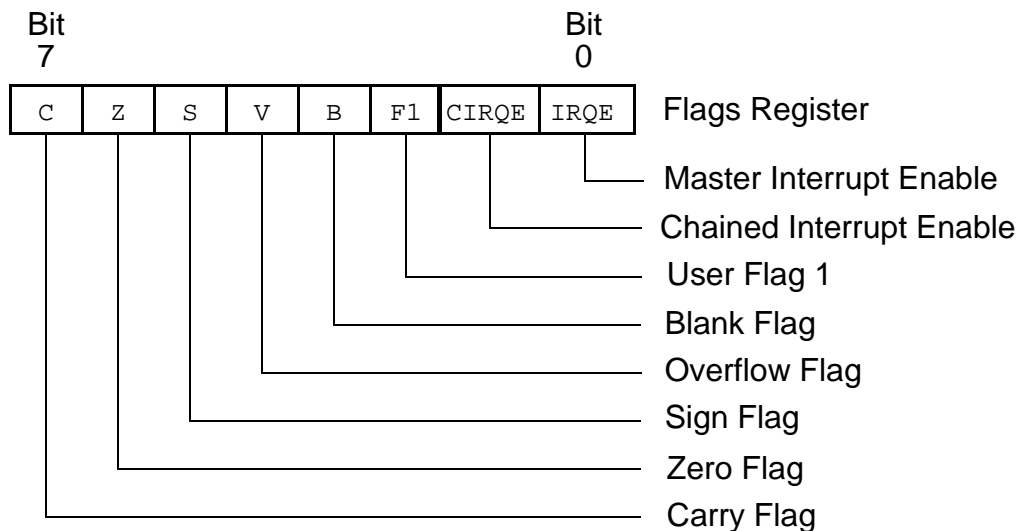 Bit Bit
7 0
C Z S V B F1 CIRQE IRQE Flags Register
Master Interrupt Enable
Chained Interrupt Enable
User Flag 1
Blank Flag
Overflow Flag
Sign Flag
Zero Flag
Carry Flag